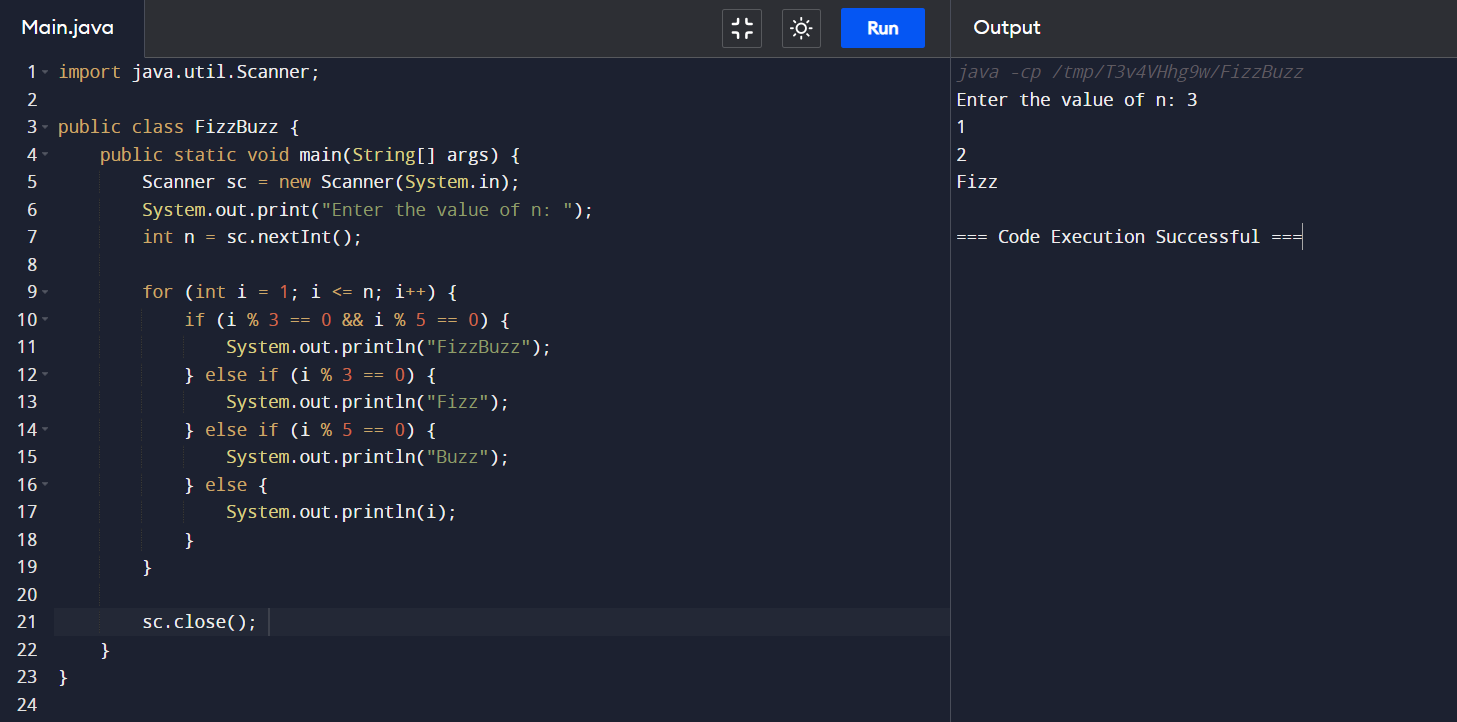 Main.java
Run
Output
1 import java.util.Scanner;
2
3 public class FizzBuzz {
4     public static void main(String[] args) {
5         Scanner sc = new Scanner(System.in);
6         System.out.print("Enter the value of n: ");
7         int n = sc.nextInt();
8
9         for (int i = 1; i <= n; i++) {
10             if (i % 3 == 0 && i % 5 == 0) {
11                 System.out.println("FizzBuzz");
12             } else if (i % 3 == 0) {
13                 System.out.println("Fizz");
14             } else if (i % 5 == 0) {
15                 System.out.println("Buzz");
16             } else {
17                 System.out.println(i);
18             }
19         }
20
21         sc.close();
22     }
23 }
24
java -cp /tmp/T3v4VHhg9w/FizzBuzz
Enter the value of n: 3
1
2
Fizz
=== Code Execution Successful ===